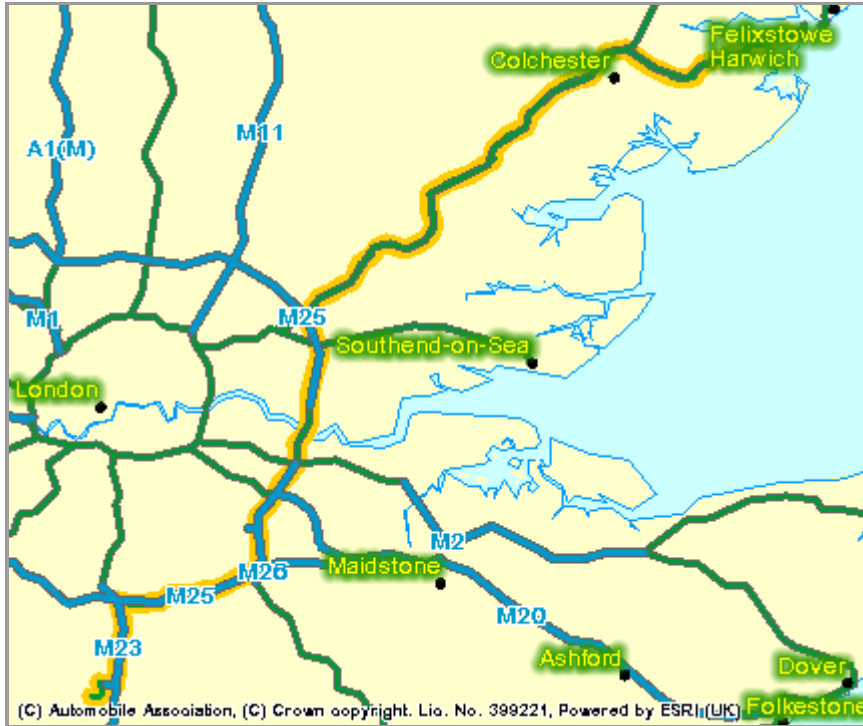 Felixstowe
Colchester
Harwich
M11
A1(M)
M1
M25
Southend-on-Sea
London
M2
Maidstone
M26
M25
M20
M23
Ashford
Dover
(C) Automobile Association, (C) Crown copyright. Lic. No. 399221, Powered by ESRI (UK)
Folkestone